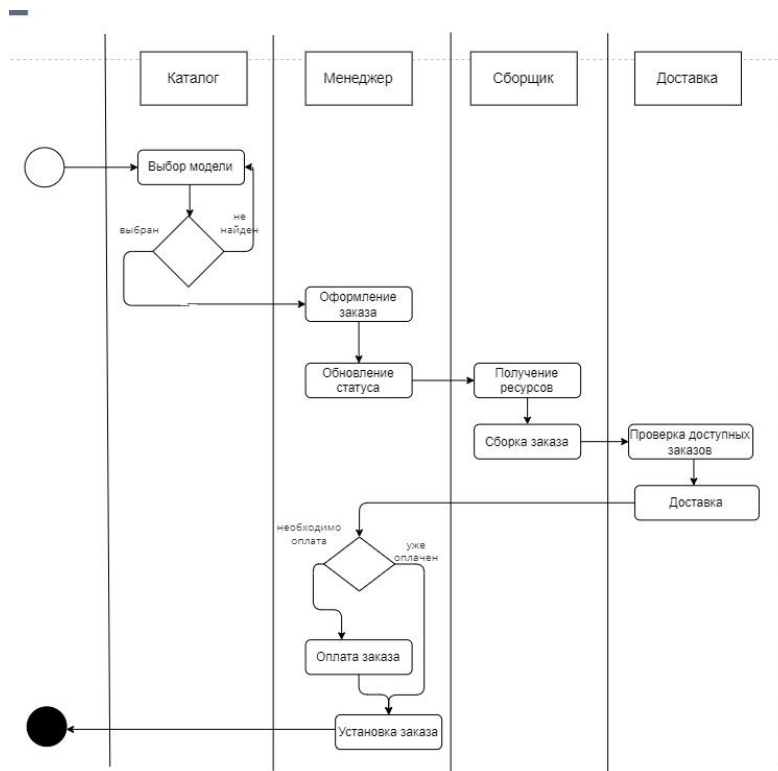 Каталог
Менеджер
Сборщик
Доставка
Выбор модели
выбран
не
найден
Оформление
заказа
Обновление
статуса
Получение
ресурсов
Сборка заказа
Проверка доступных
заказов
Доставка
необходимо
оплата
уже
оплачен
Оплата заказа
Установка заказа